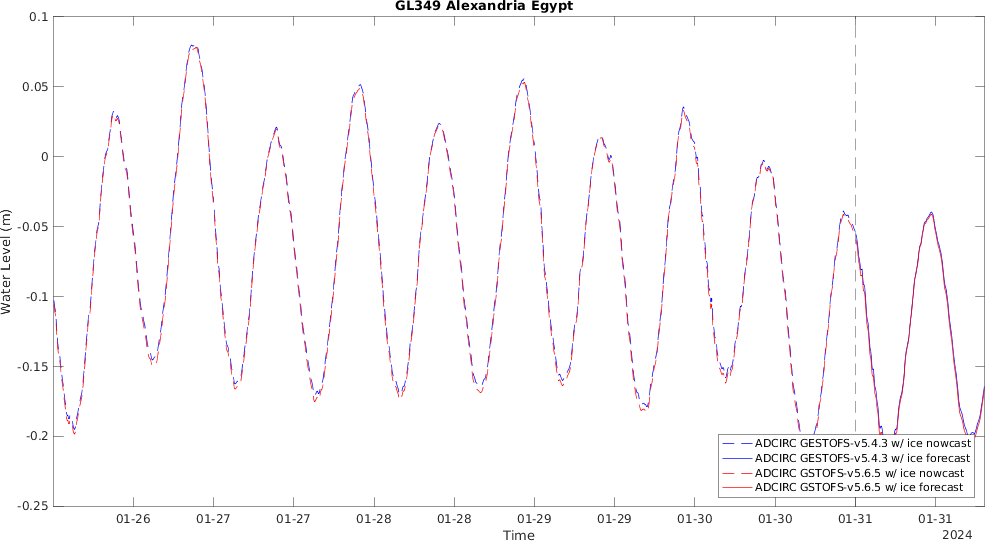 GL349 Alexandria Egypt
0.1
0.05
0
-0.05
-0.1
-0.15
-0.2
-0.25
Water Level (m)
ADCIRC GESTOFS-v5.4.3 w/ ice nowcast
ADCIRC GESTOFS-v5.4.3 w/ ice forecast
ADCIRC GSTOFS-v5.6.5 w/ ice nowcast
ADCIRC GSTOFS-v5.6.5 w/ ice forecast
01-26 01-27 01-27 01-28 01-28 01-29 01-29 01-30 01-30 01-31 01-31
Time
2024